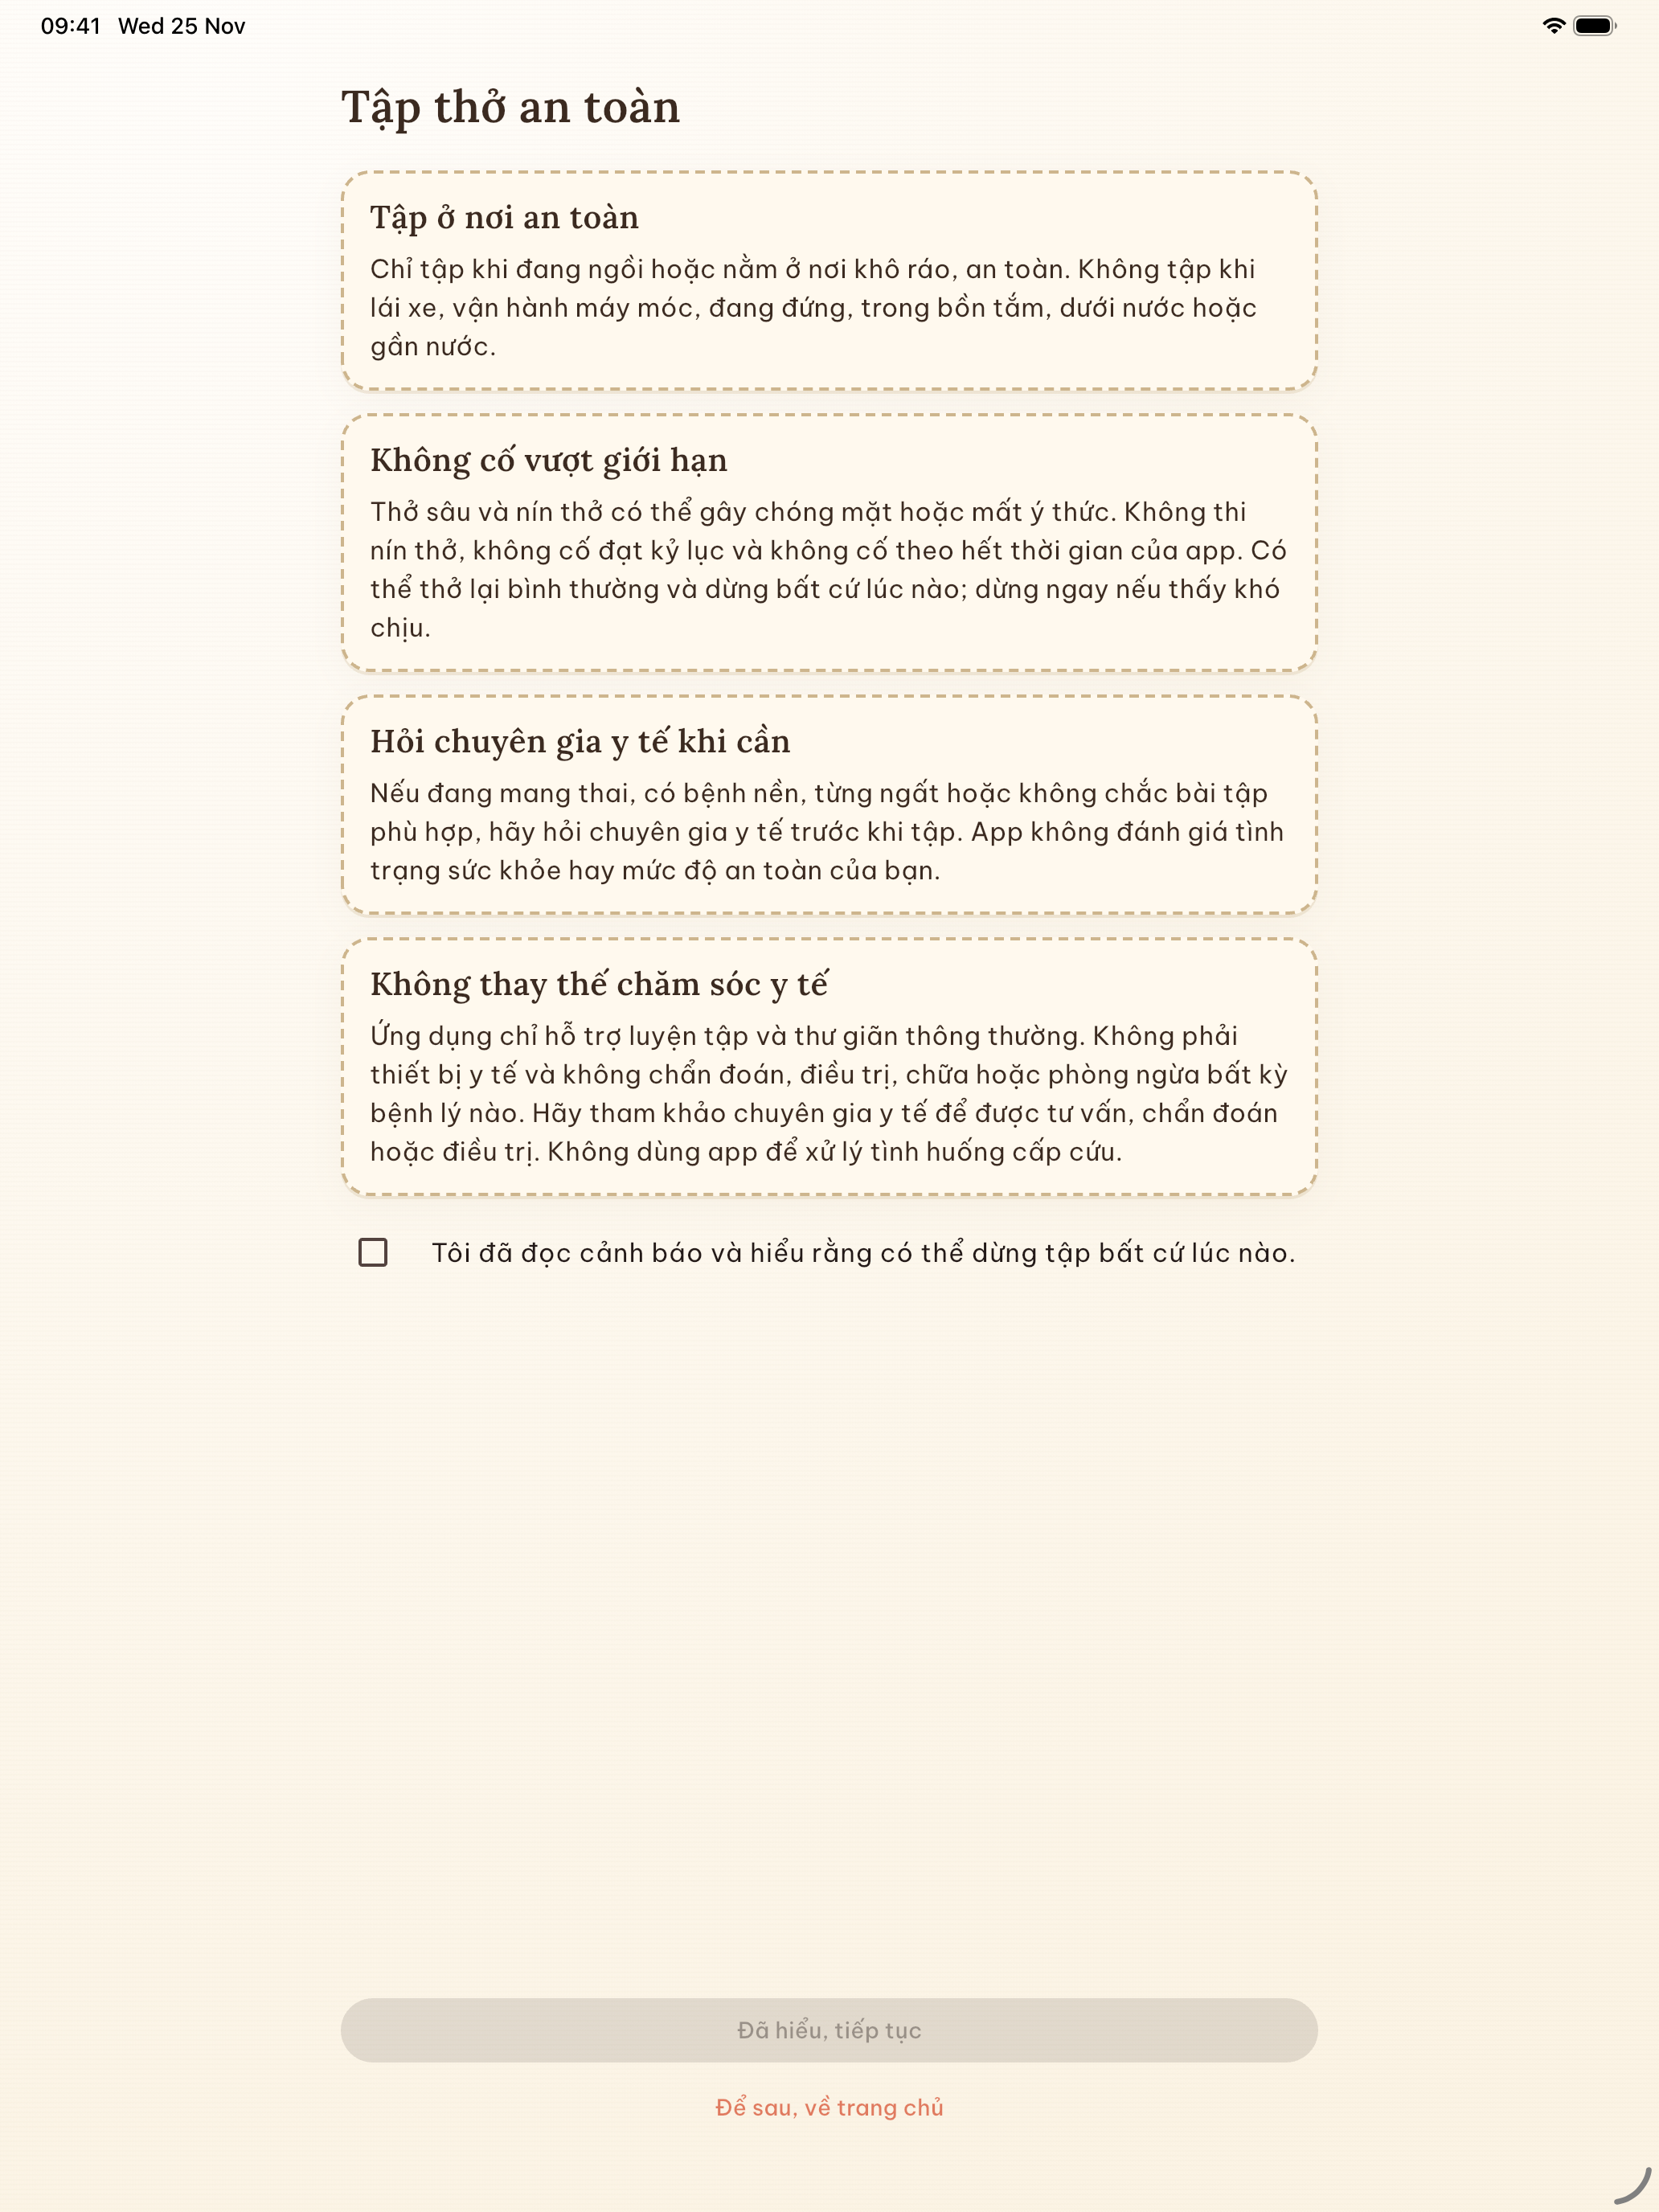 09:41 Wed 25 Nov
Tập thở an toàn
Tập ở nơi an toàn
Chỉ tập khi đang ngồi hoặc nằm ở nơi khô ráo, an toàn. Không tập khi
lái xe, vận hành máy móc, đang đứng, trong bồn tắm, dưới nước hoặc
gần nước.
Không cố vượt giới hạn
Thở sâu và nín thở có thể gây chóng mặt hoặc mất ý thức. Không thi
nín thở, không cố đạt kỷ lục và không cố theo hết thời gian của app. Có
thể thở lại bình thường và dừng bất cứ lúc nào; dừng ngay nếu thấy khó
chịu.
Hỏi chuyên gia y tế khi cần
Nếu đang mang thai, có bệnh nền, từng ngất hoặc không chắc bài tập
phù hợp, hãy hỏi chuyên gia y tế trước khi tập. App không đánh giá tình
trạng sức khỏe hay mức độ an toàn của bạn.
Không thay thế chăm sóc y tế
Ứng dụng chỉ hỗ trợ luyện tập và thư giãn thông thường. Không phải
thiết bị y tế và không chẩn đoán, điều trị, chữa hoặc phòng ngừa bất kỳ
bệnh lý nào. Hãy tham khảo chuyên gia y tế để được tư vấn, chẩn đoán
hoặc điều trị. Không dùng app để xử lý tình huống cấp cứu.
Tôi đã đọc cảnh báo và hiểu rằng có thể dừng tập bất cứ lúc nào.
Đã hiểu, tiếp tục
Để sau, về trang chủ